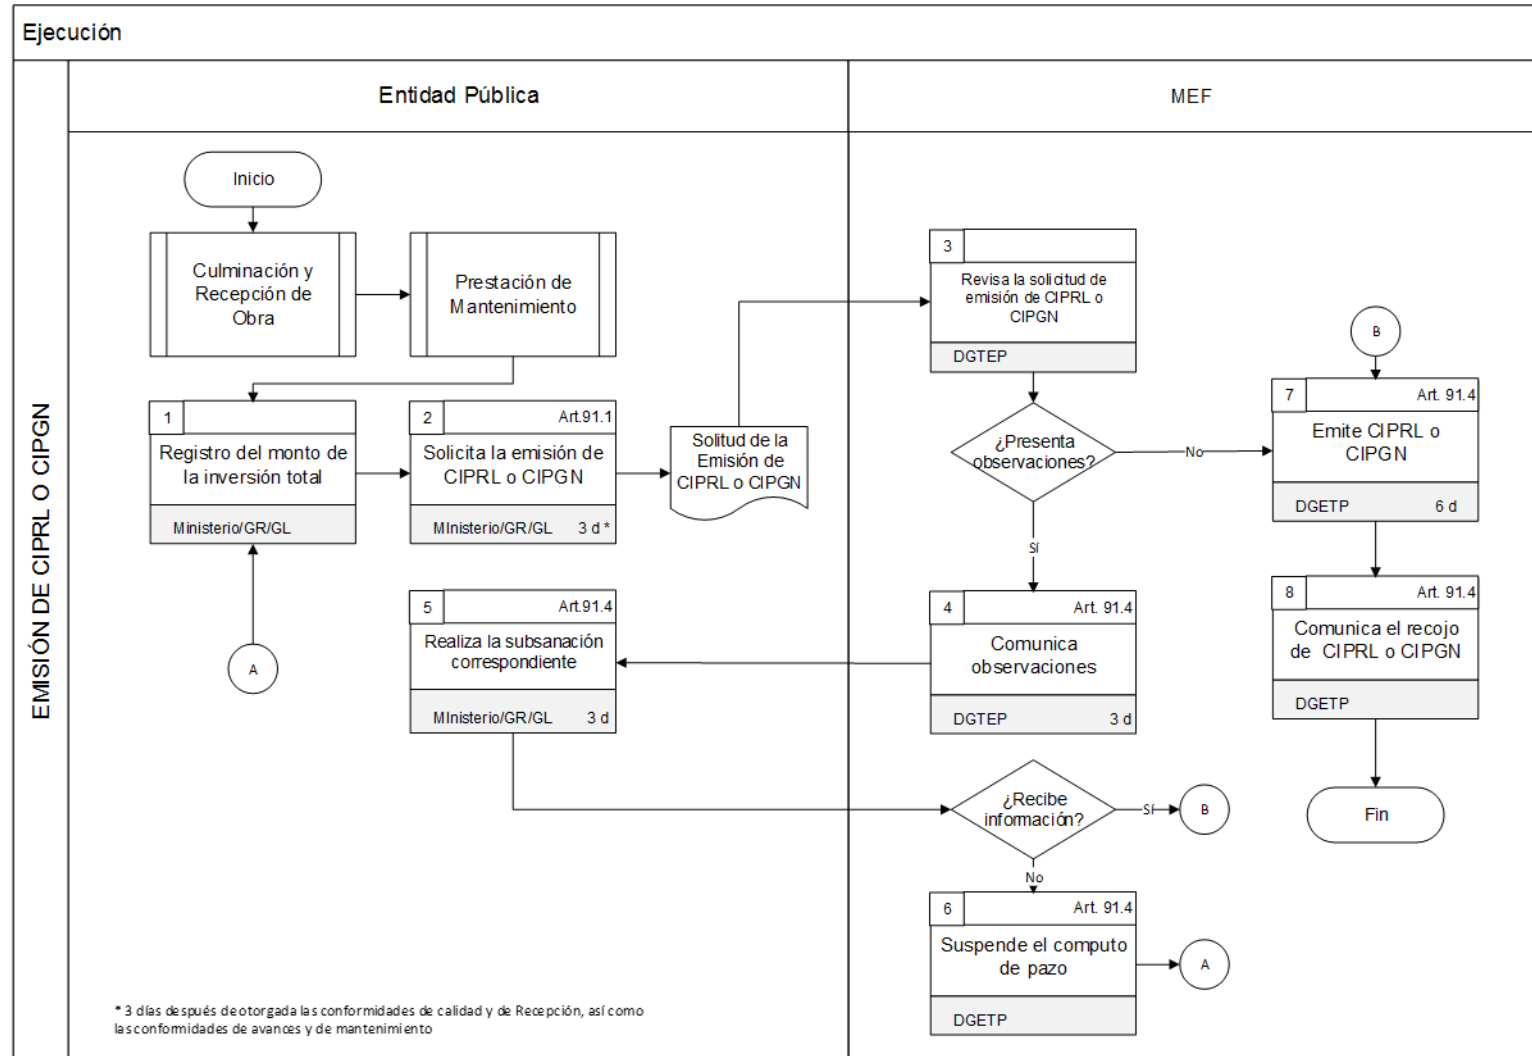 Ejecución
EMISIÓN DE CIPRL O CIPGN
Entidad Pública
MEF
Inicio
Culminación y
Recepción de
Obra
Prestación de
Mantenimiento
1
Registro del monto de
la inversión total
Ministerio/GR/GL
2
Art.91.1
Solicita la emisión de
CIPRL o CIPGN
MInisterio/GR/GL 3 d *
Solitud de la
Emisión de
CIPRL o CIPGN
3
Revisa la solicitud de
emisión de CIPRL o
CIPGN
DGTEP
¿Presenta
observaciones?
No
Sí
B
7
Art. 91.4
Emite CIPRL o
CIPGN
DGETP 6 d
8
Art. 91.4
Comunica el recojo
de CIPRL o CIPGN
DGETP
Fin
4
Art. 91.4
Comunica
observaciones
DGTEP 3 d
5
Art.91.4
Realiza la subsanación
correspondiente
MInisterio/GR/GL 3 d
A
¿Recibe
información?
Sí
B
No
6
Art. 91.4
Suspende el computo
de pazo
DGETP
A
* 3 días después de otorgada las conformidades de calidad y de Recepción, así como
las conformidades de avances y de mantenimiento